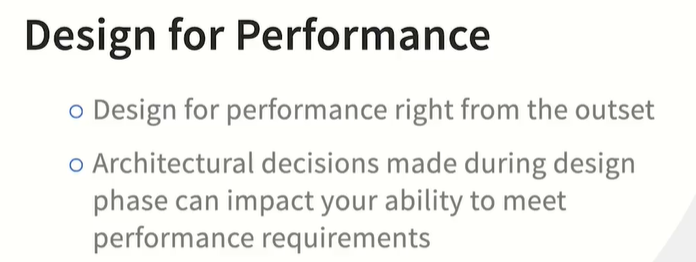 Design for Performance
Design for performance right from the outset
Architectural decisions made during design
phase can impact your ability to meet
performance requirements